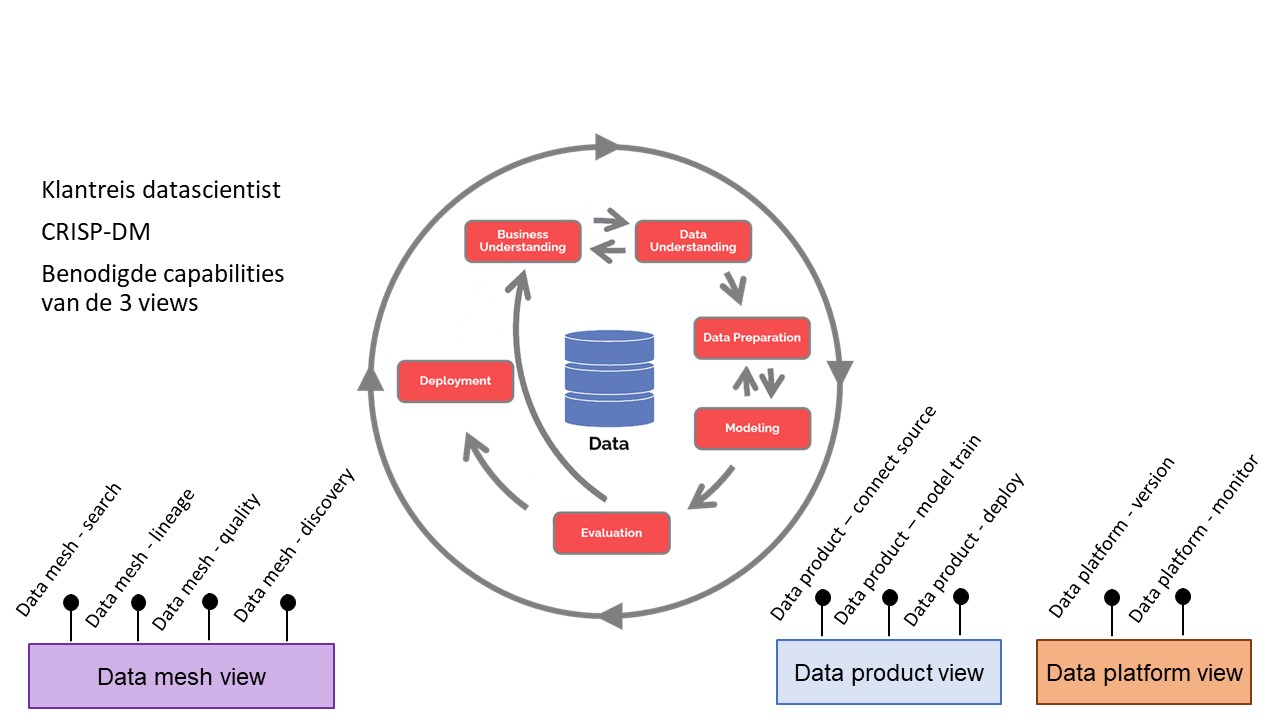 Klantreis datascientist
CRISP-DM
Benodigde capabilities
van de 3 views
Business
Understanding
Data
Understanding
Data Preparation
Modeling
Evaluation
Deployment
Data
Data mesh - search
Data mesh - lineage
Data mesh - quality
Data mesh - discovery
Data mesh view
Data product – connect source
Data product – model train
Data product - deploy
Data product view
Data platform - version
Data platform - monitor
Data platform view